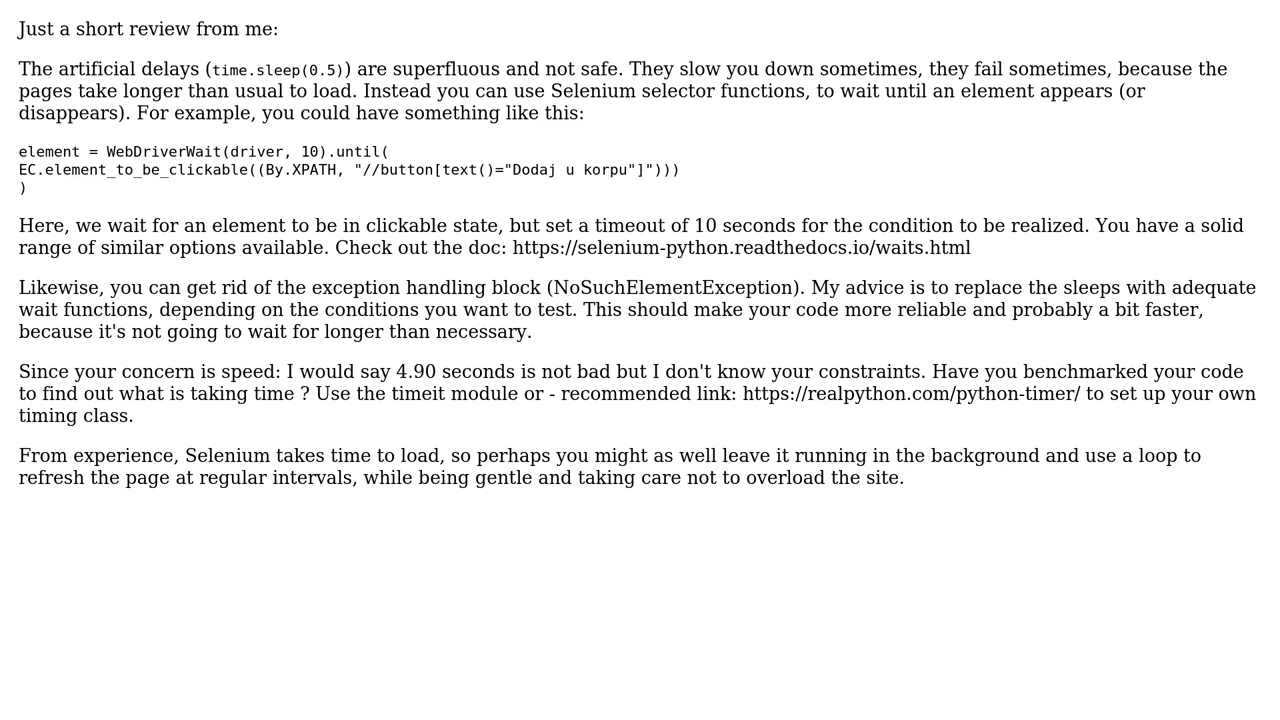 Just a short review from me:
The artificial delays (time.sleep(0.5)) are superfluous and not safe. They slow you down sometimes, they fail sometimes, because the
pages take longer than usual to load. Instead you can use Selenium selector functions, to wait until an element appears (or
disappears). For example, you could have something like this:
element = WebDriverWait(driver, 10).until(
EC.element_to_be_clickable((By.XPATH, "//button[text()="Dodaj u korpu"]")))
)
Here, we wait for an element to be in clickable state, but set a timeout of 10 seconds for the condition to be realized. You have a solid
range of similar options available. Check out the doc: https://selenium-python.readthedocs.io/waits.html
Likewise, you can get rid of the exception handling block (NoSuchElementException). My advice is to replace the sleeps with adequate
wait functions, depending on the conditions you want to test. This should make your code more reliable and probably a bit faster,
because it's not going to wait for longer than necessary.
Since your concern is speed: I would say 4.90 seconds is not bad but I don't know your constraints. Have you benchmarked your code
to find out what is taking time ? Use the timeit module or - recommended link: https://realpython.com/python-timer/ to set up your own
timing class.
From experience, Selenium takes time to load, so perhaps you might as well leave it running in the background and use a loop to
refresh the page at regular intervals, while being gentle and taking care not to overload the site.